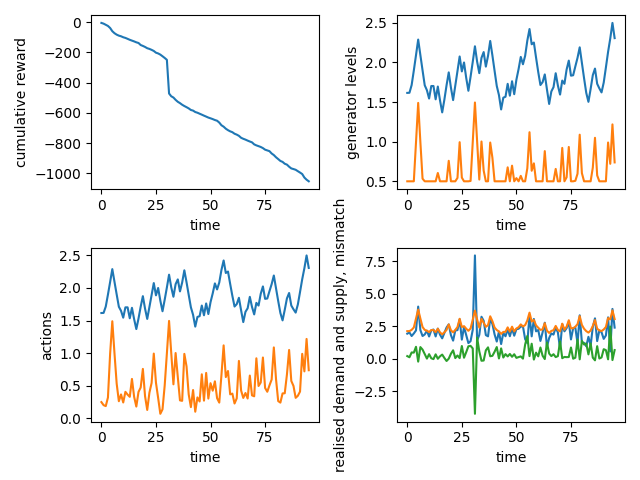 cumulative reward
0
−200
−400
−600
−800
−1000
0 25 50 75
time
generator levels
2.5
2.0
1.5
1.0
0.5
0 25 50 75
time
actions
2.5
2.0
1.5
1.0
0.5
0.0
0 25 50 75
time
realised demand and supply, mismatch
7.5
5.0
2.5
0.0
−2.5
0 25 50 75
time